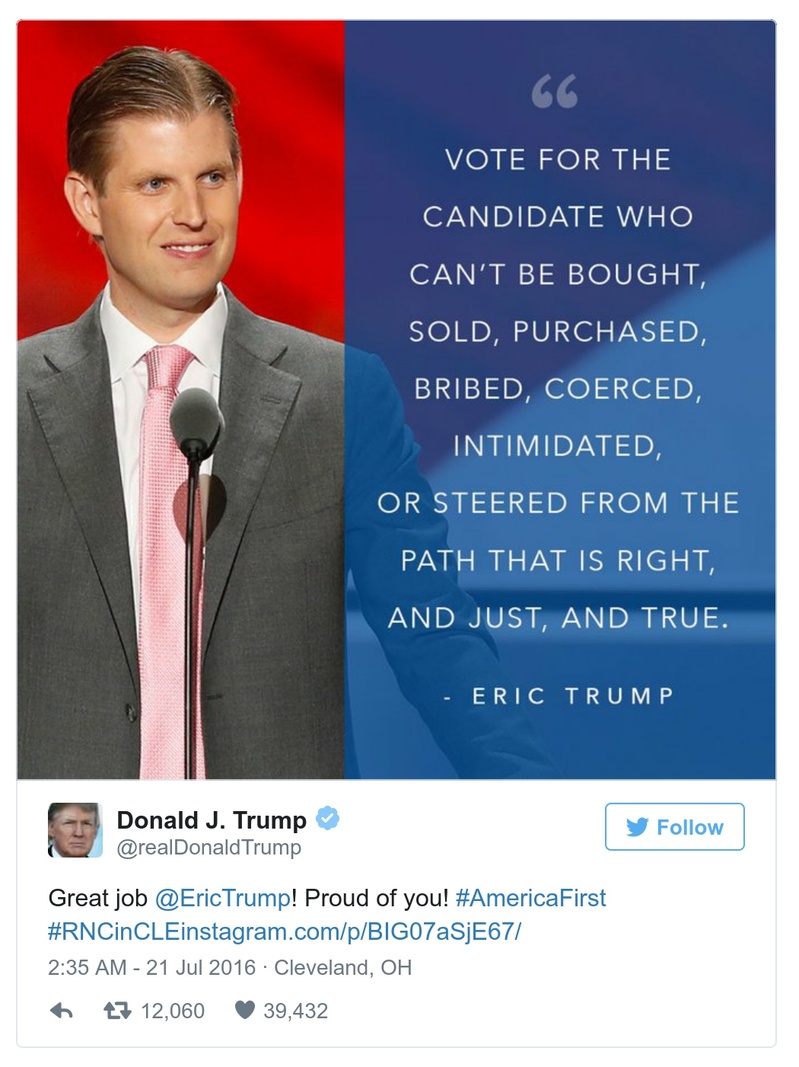 “
VOTE FOR THE
CANDIDATE WHO
CAN’T BE BOUGHT,
SOLD, PURCHASED,
BRIBED, COERCED,
INTIMIDATED,
OR STEERED FROM THE
PATH THAT IS RIGHT,
AND JUST, AND TRUE.
- ERIC TRUMP
Donald J. Trump
@realDonaldTrump
Follow
Great job @EricTrump! Proud of you! #AmericaFirst
#RNCinCLEinstagram.com/p/BIG07aSjE67/
2:35 AM - 21 Jul 2016 · Cleveland, OH
12,060 39,432